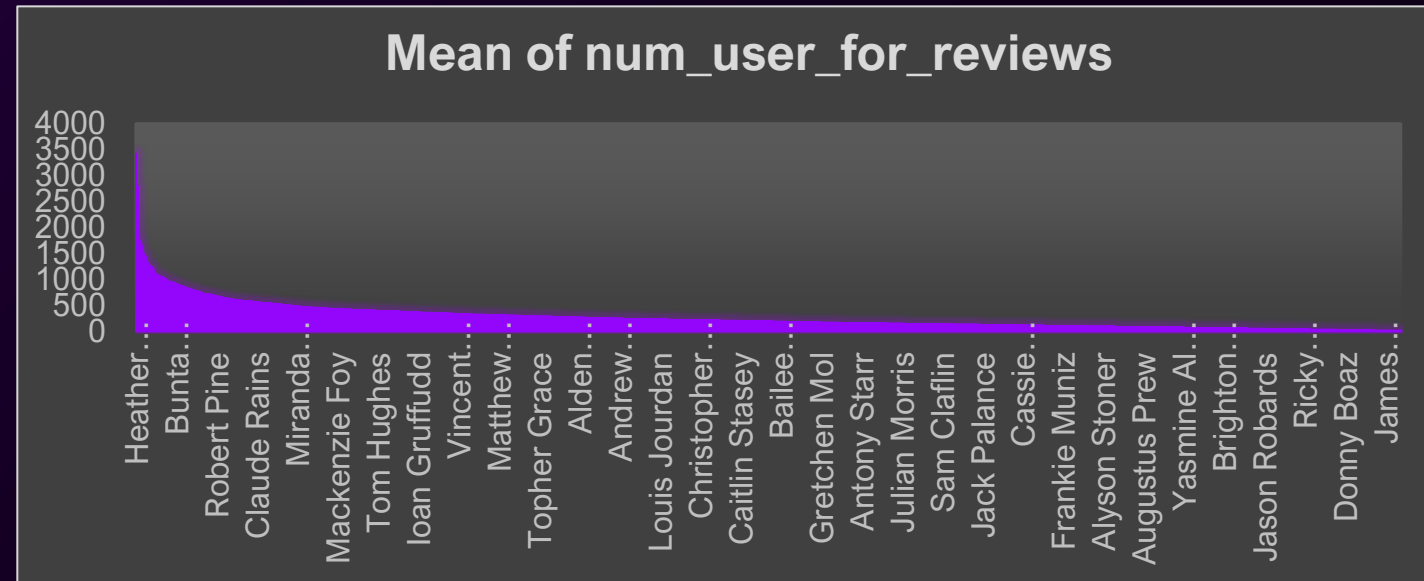 Mean of num_user_for_reviews
4000
3500
3000
2500
2000
1500
1000
500
0
Heather…
Bunta…
Robert Pine
Claude Rains
Miranda…
Mackenzie Foy
Tom Hughes
Ioan Gruffudd
Vincent…
Matthew…
Topher Grace
Alden…
Andrew…
Louis Jourdan
Christopher…
Caitlin Stasey
Bailee…
Gretchen Mol
Antony Starr
Julian Morris
Sam Claflin
Jack Palance
Cassie…
Frankie Muniz
Alyson Stoner
Augustus Prew
Yasmine Al…
Brighton…
Jason Robards
Ricky…
Donny Boaz
James…